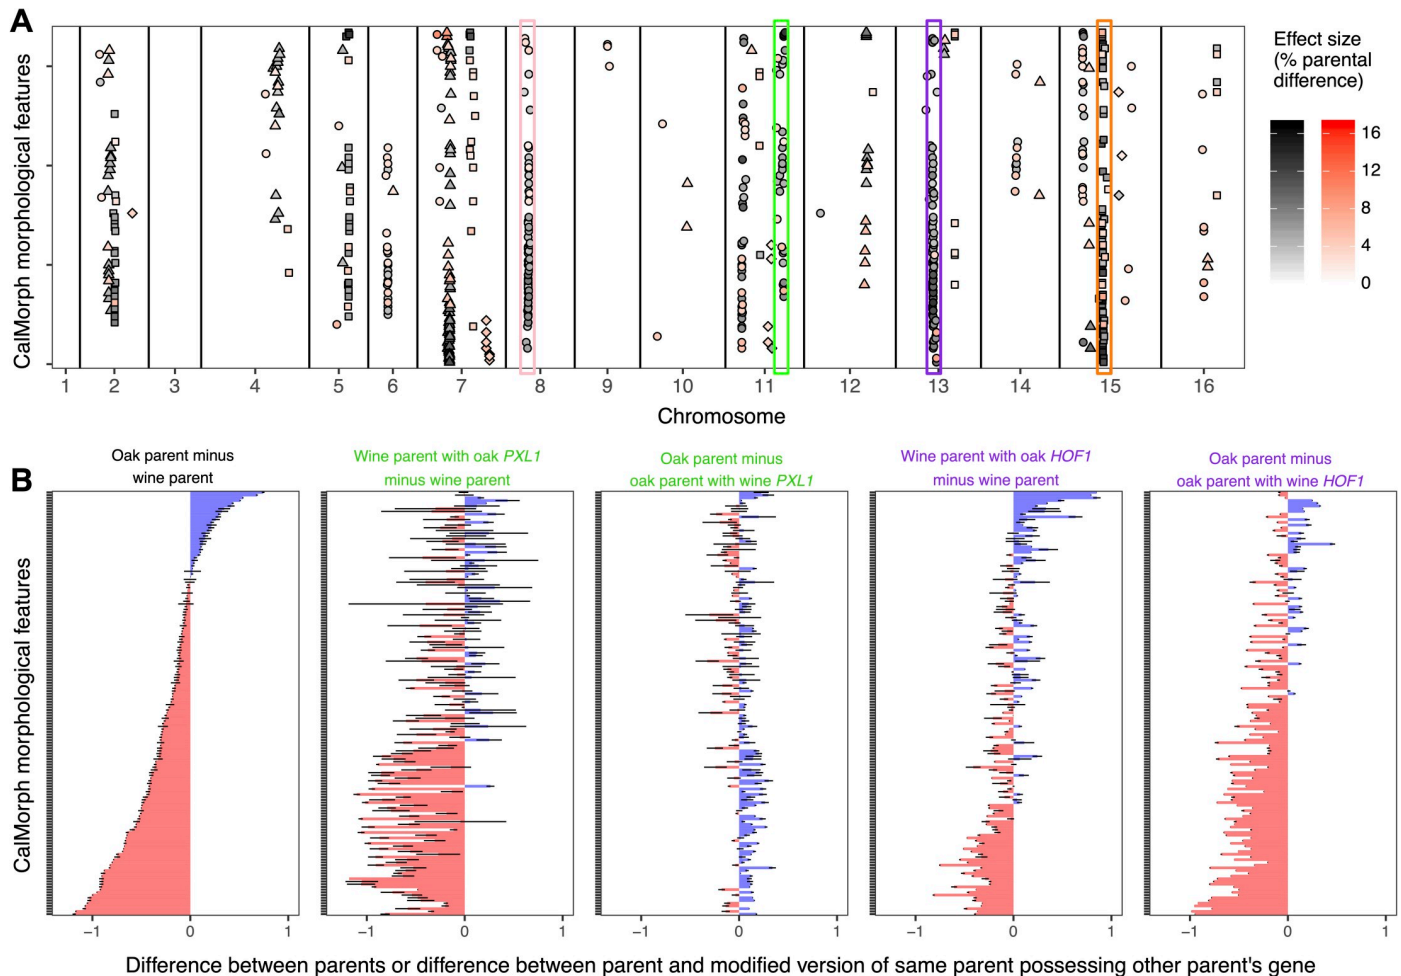 A
CalMorph morphological features
1 2 3 4 5 6 7 8 9 10 11 12 13 14 15 16
Chromosome
Effect size
(% parental
difference)
16
12
8
4
0
B
CalMorph morphological features
Oak parent minus
wine parent
Wine parent with oak PXL1
minus wine parent
Oak parent minus
oak parent with wine PXL1
Wine parent with oak HOF1
minus wine parent
Oak parent minus
oak parent with wine HOF1
−1 0 1 −1 0 1 −1 0 1 −1 0 1 −1 0 1
Difference between parents or difference between parent and modified version of same parent possessing other parent's gene